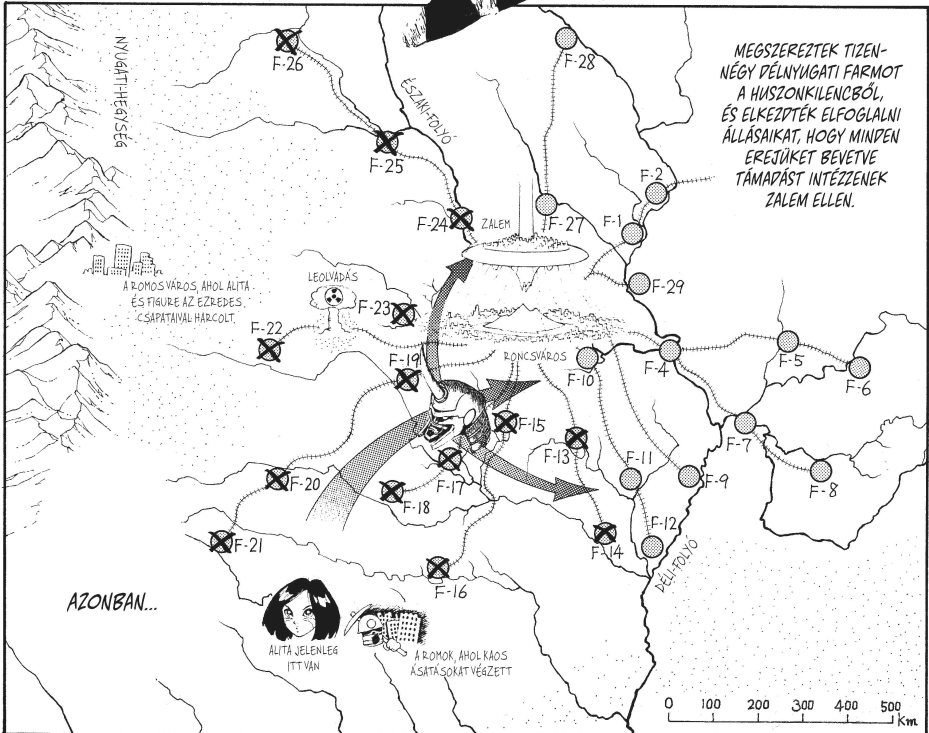 MEGSZEREZTEK TIZEN-
NÉGY DÉLNYUGATI FARMOT
A HUSZONKILENCBŐL,
ÉS ELKEZDTÉK ELFOGLALNI
ÁLLÁSAIKAT, HOGY MINDEN
EREJÜKET BEVETVE
TÁMADÁST INTÉZZENEK
ZALEM ELLEN.
NYUGATI-HEGYSÉG
F-26
ÉSZAK-FOLYÓ
F-28
F-25
F-2
F-24
ZALEM
F-27
F-1
A ROMOS VÁROS, AHOL ALITA
ÉS FIGURE AZ EZREDES
CSAPATAIVAL HARCOLT.
LEOLVADÁS
F-29
F-23
F-22
F-19
RONCSVÁROS
F-10
F-4
F-5
F-6
F-15
F-13
F-7
F-20
F-18
F-17
F-11
F-9
F-8
F-21
F-14
F-12
F-16
DÉLI-FOLYÓ
AZONBAN...
ALITA JELENLEG
ITT VAN
A ROMOK, AHOL KAOS
ÁSATÁSOKAT VÉGZETT
0 100 200 300 400 500
Km